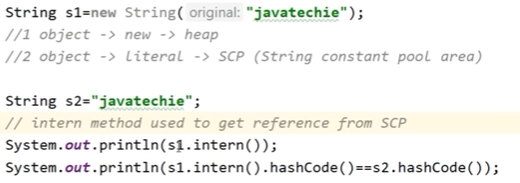 String s1=new String( original: "javatechie");
//1 object -> new -> heap
//2 object -> literal -> SCP (String constant pool area)
String s2="javatechie";
// intern method used to get reference from SCP
System.out.println(s1.intern());
System.out.println(s1.intern().hashCode()==s2.hashCode());